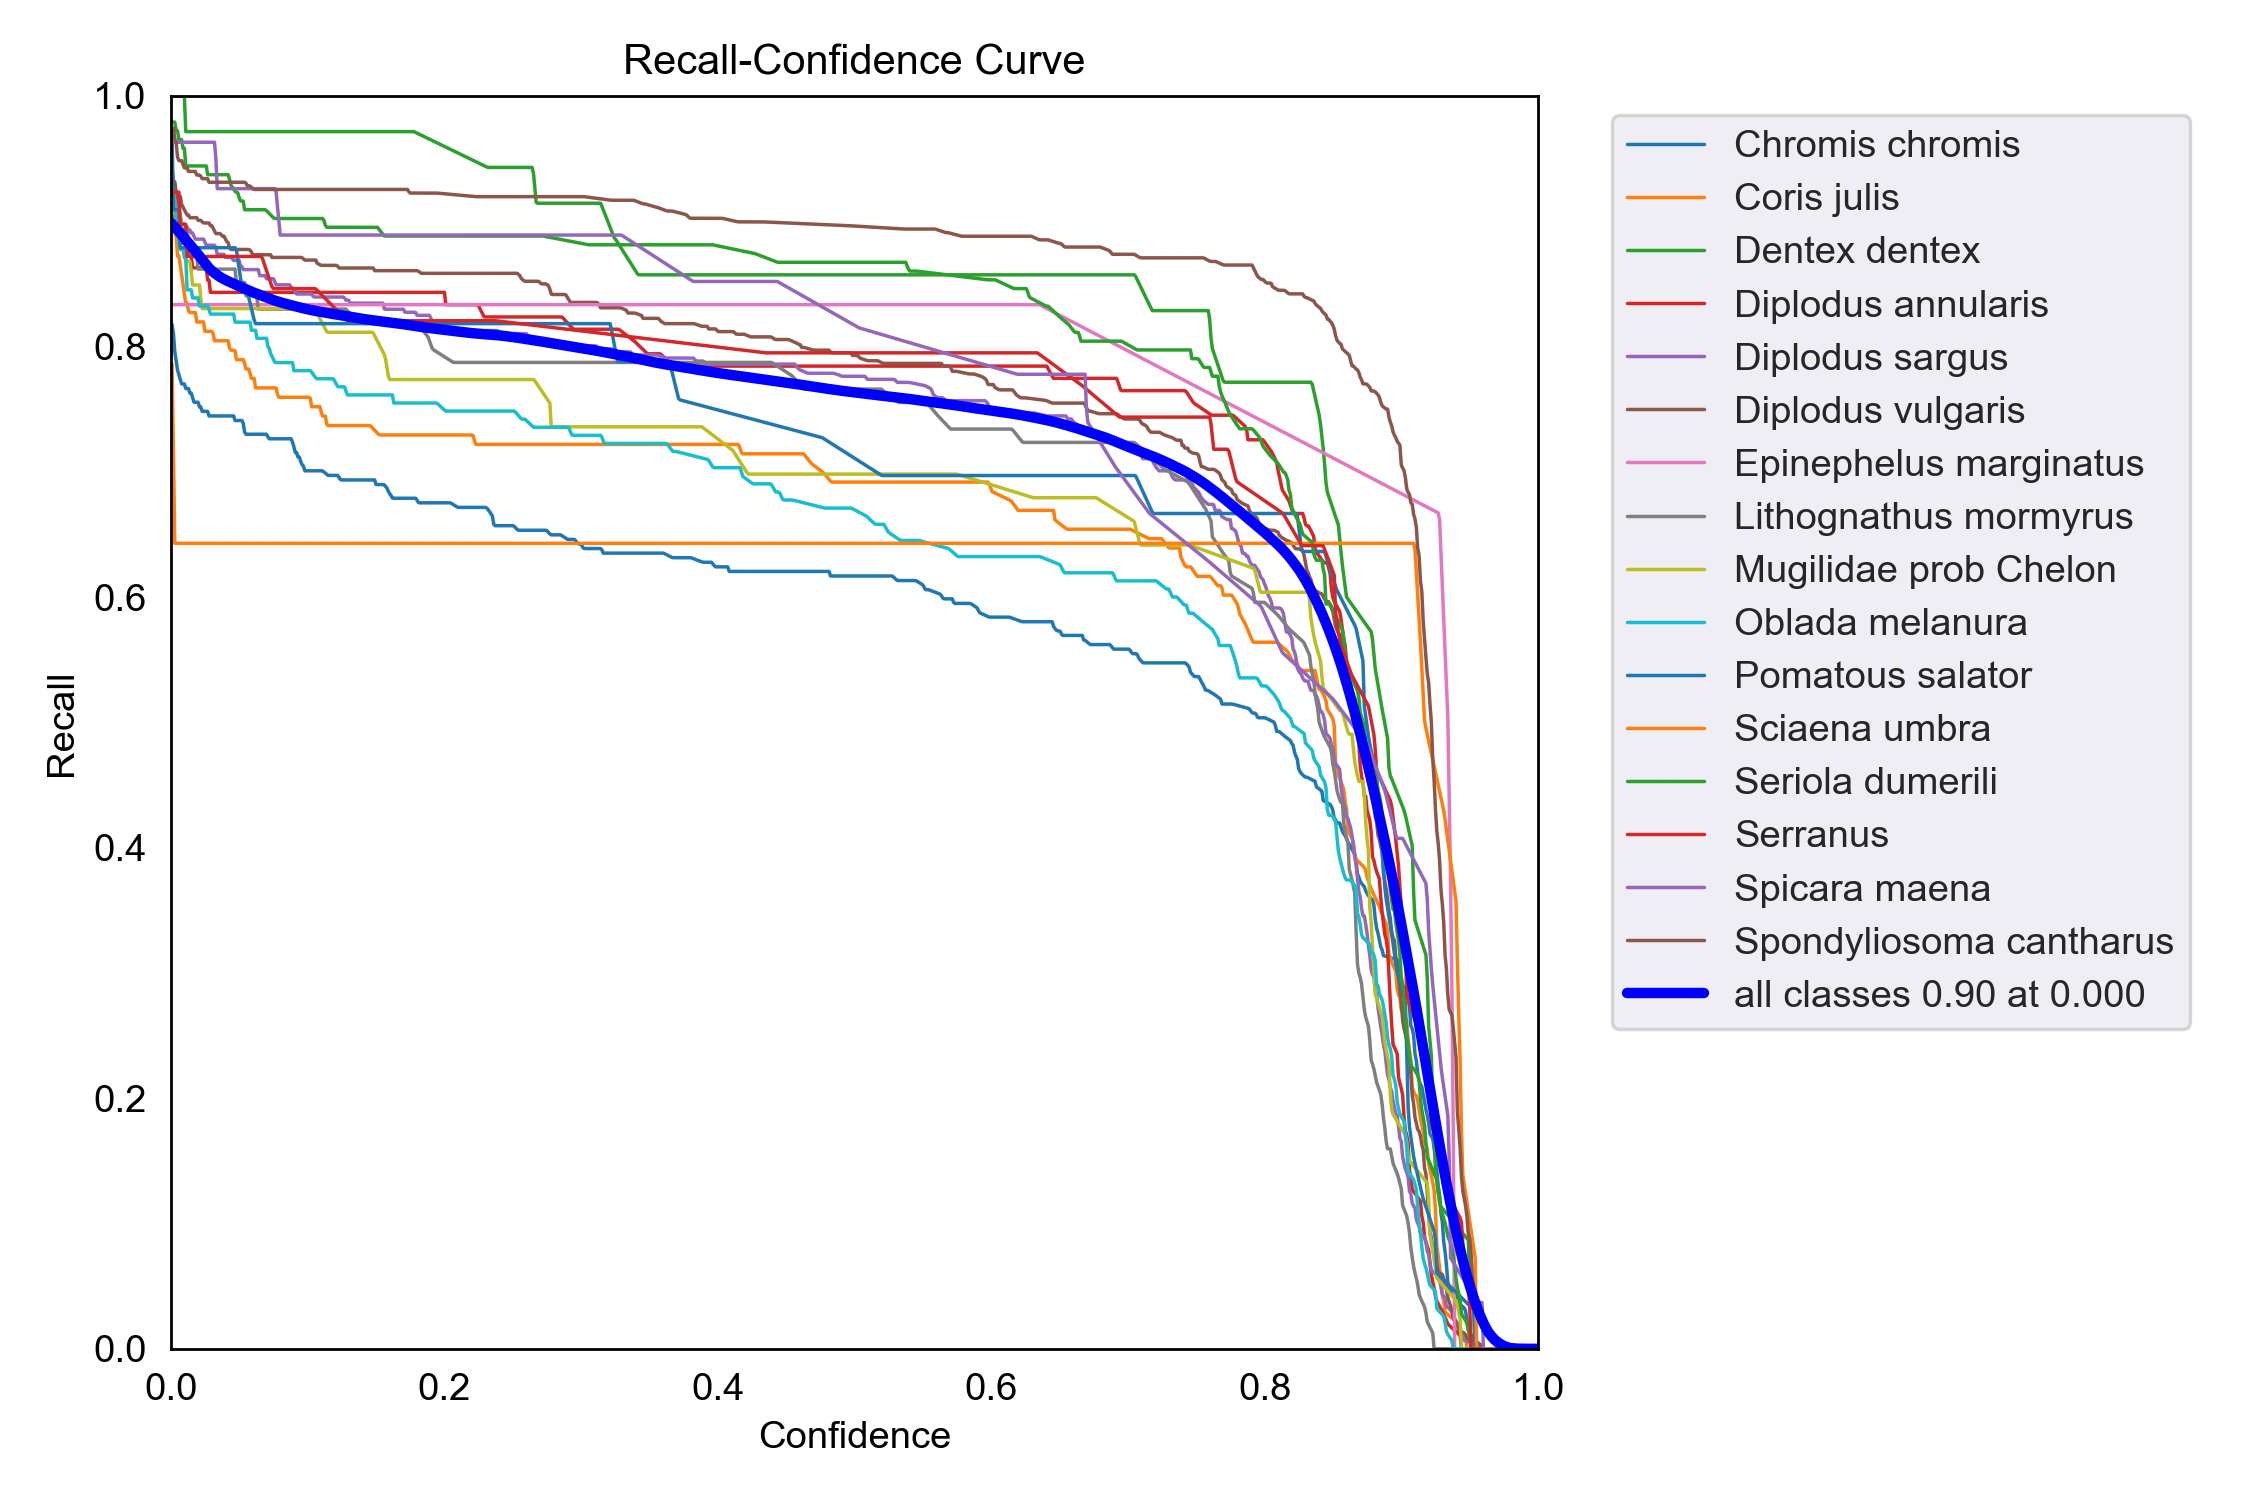 Recall-Confidence Curve
1.0
0.8
0.6
0.4
0.2
0.0
Recall
0.0 0.2 0.4 0.6 0.8 1.0
Confidence
Chromis chromis
Coris julis
Dentex dentex
Diplodus annularis
Diplodus sargus
Diplodus vulgaris
Epinephelus marginatus
Lithognathus mormyrus
Mugilidae prob Chelon
Oblada melanura
Pomatous salator
Sciaena umbra
Seriola dumerili
Serranus
Spicara maena
Spondyliosoma cantharus
all classes 0.90 at 0.000